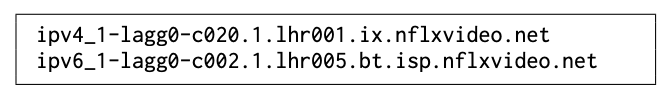 ipv4_1-lagg0-c020.1.lhr001.ix.nflxvideo.net
ipv6_1-lagg0-c002.1.lhr005.bt.isp.nflxvideo.net